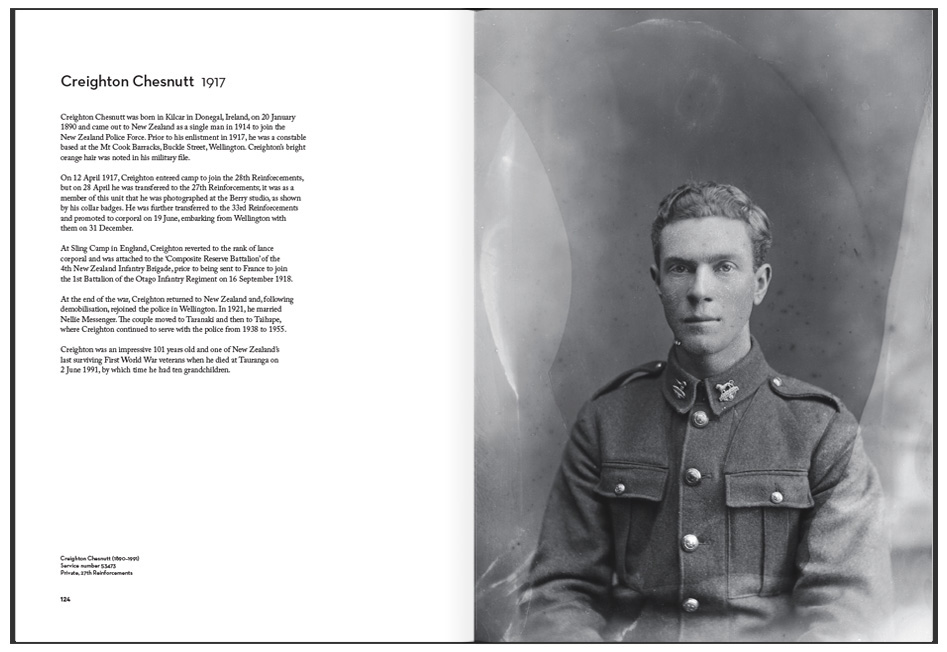 Creighton Chesnutt 1917
Creighton Chesnutt was born in Kilcar in Donegal, Ireland, on 20 January
1890 and came out to New Zealand as a single man in 1914 to join the
New Zealand Police Force. Prior to his enlistment in 1917, he was a constable
based at the Mt Cook Barracks, Buckle Street, Wellington. Creighton's bright
orange hair was noted in his military file.
On 12 April 1917, Creighton entered camp to join the 28th Reinforcements,
but on 28 April he was transferred to the 27th Reinforcements; it was as a
member of this unit that he was photographed at the Berry studio, as shown
by his collar badges. He was further transferred to the 33rd Reinforcements
and promoted to corporal on 19 June, embarking from Wellington with
them on 31 December.
At Sling Camp in England, Creighton reverted to the rank of lance
corporal and was attached to the 'Composite Reserve Battalion' of the
4th New Zealand Infantry Brigade, prior to being sent to France to join
the 1st Battalion of the Otago Infantry Regiment on 16 September 1918.
At the end of the war, Creighton returned to New Zealand and, following
demobilisation, rejoined the police in Wellington. In 1921, he married
Nellie Messenger. The couple moved to Taranaki and then to Taihape,
where Creighton continued to serve with the police from 1938 to 1955.
Creighton was an impressive 101 years old and one of New Zealand's
last surviving First World War veterans when he died at Tauranga on
2 June 1991, by which time he had ten grandchildren.
Creighton Chesnutt (1890–1991)
Service number 53473
Private, 27th Reinforcements
124